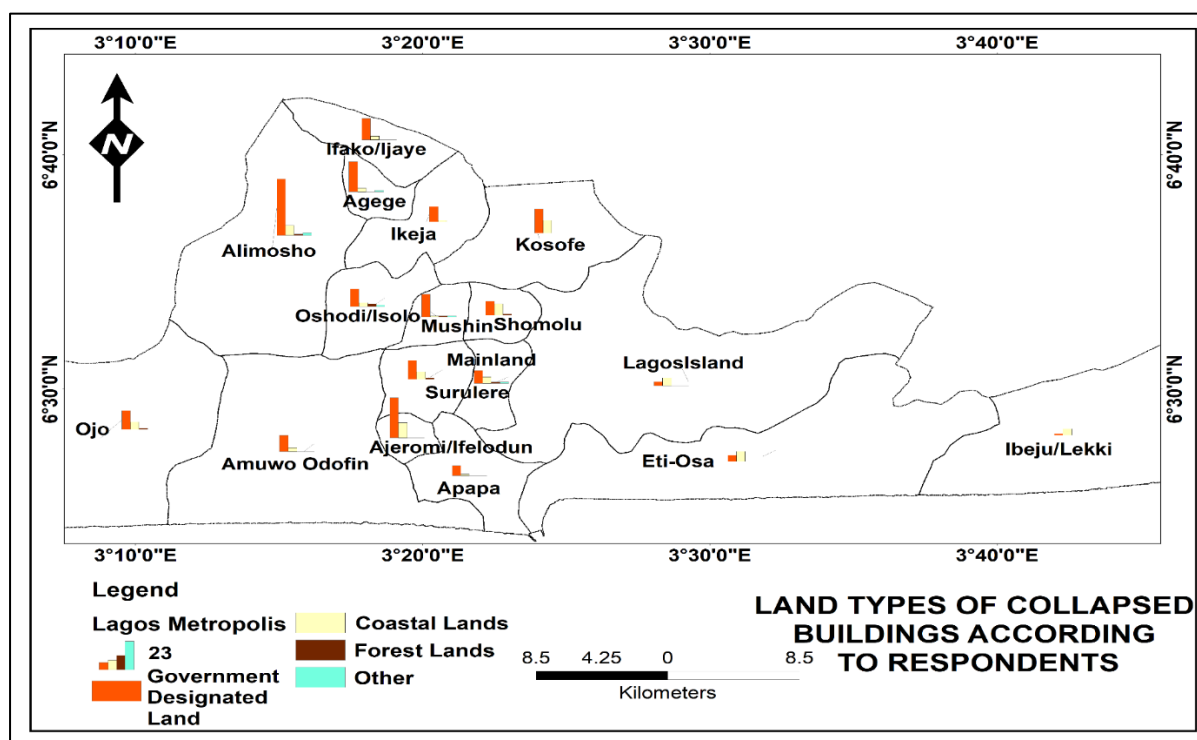 3°10'0"E 3°20'0"E 3°30'0"E 3°40'0"E
6°40'0"N 6°40'0"N
N
Ifako/Ijaye
Agege
Ikeja
Kosofe
Alimosho
Oshodi/Isolo
Mushin
Shomolu
Mainland
LagosIsland
Surulere
6°30'0"N 6°30'0"N
Ojo
Ajeromi/Ifelodun
Amuwo Odofin
Eti-Osa
Ibeju/Lekki
Apapa
3°10'0"E 3°20'0"E 3°30'0"E 3°40'0"E
Legend
Lagos Metropolis
23
Government
Designated
Land
Coastal Lands
Forest Lands
Other
8.5 4.25 0 8.5
Kilometers
LAND TYPES OF COLLAPSED
BUILDINGS ACCORDING
TO RESPONDENTS